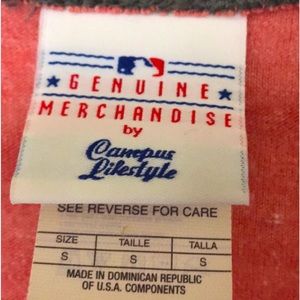 GENUINE
MERCHANDISE
by
Campus
Lifestyle
SEE REVERSE FOR CARE
SIZE TAILLE TALLA
S S S
MADE IN DOMINICAN REPUBLIC
OF U.S.A. COMPONENTS